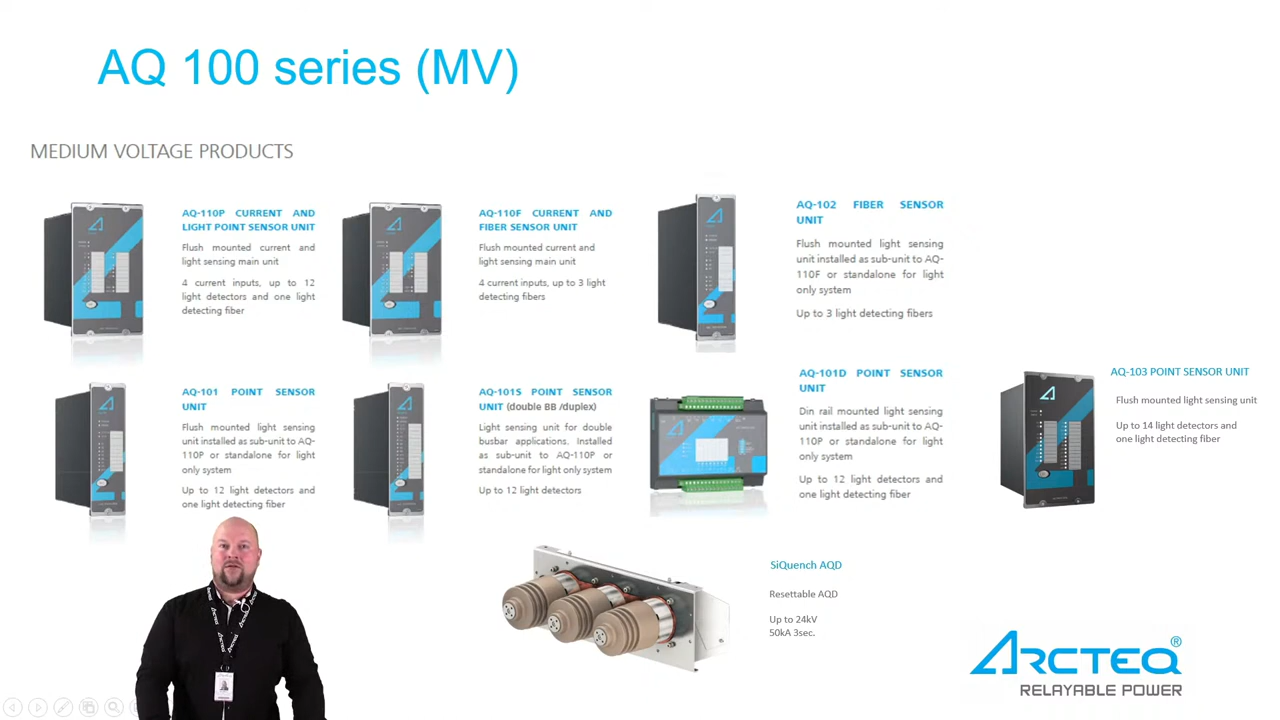 AQ 100 series (MV)
MEDIUM VOLTAGE PRODUCTS
AQ-110P CURRENT AND
LIGHT POINT SENSOR UNIT
Flush mounted current and
light sensing main unit
4 current inputs, up to 12
light detectors and one light
detecting fiber
AQ-110F CURRENT AND
FIBER SENSOR UNIT
Flush mounted current and
light sensing main unit
4 current inputs, up to 3 light
detecting fibers
AQ-102 FIBER SENSOR
UNIT
Flush mounted light sensing
unit installed as sub-unit to AQ-
110F or standalone for light
only system
Up to 3 light detecting fibers
AQ-101 POINT SENSOR
UNIT
Flush mounted light sensing
unit installed as sub-unit to AQ-
110P or standalone for light
only system
Up to 12 light detectors and
one light detecting fiber
AQ-101S POINT SENSOR
UNIT (double BB /duplex)
Light sensing unit for double
busbar applications. Installed
as sub-unit to AQ-110P or
standalone for light only system
Up to 12 light detectors
AQ-101D POINT SENSOR
UNIT
Din rail mounted light sensing
unit installed as sub-unit to AQ-
110P or standalone for light
only system
Up to 12 light detectors and
one light detecting fiber
AQ-103 POINT SENSOR UNIT
Flush mounted light sensing unit
Up to 14 light detectors and
one light detecting fiber
SiQuench AQD
Resettable AQD
Up to 24kV
50kA 3sec.
ARCTEQ®
RELAYABLE POWER